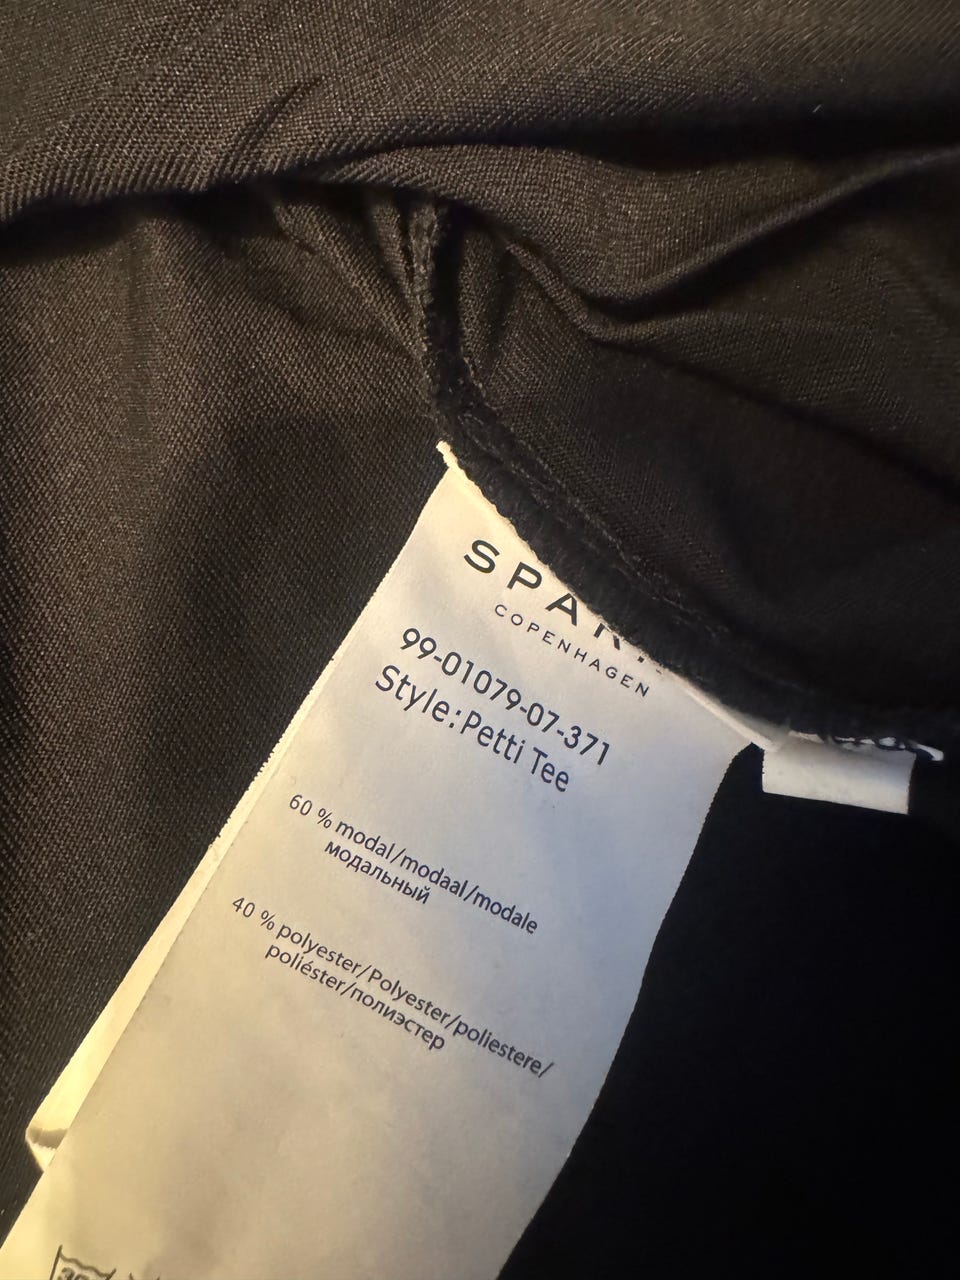 COPENHAGEN
99-01079-07-371
Style: Petti Tee
60 % modal/modaal/modale
модальный
40 % polyester/Polyester/poliestere/
poliéster/полиэстер